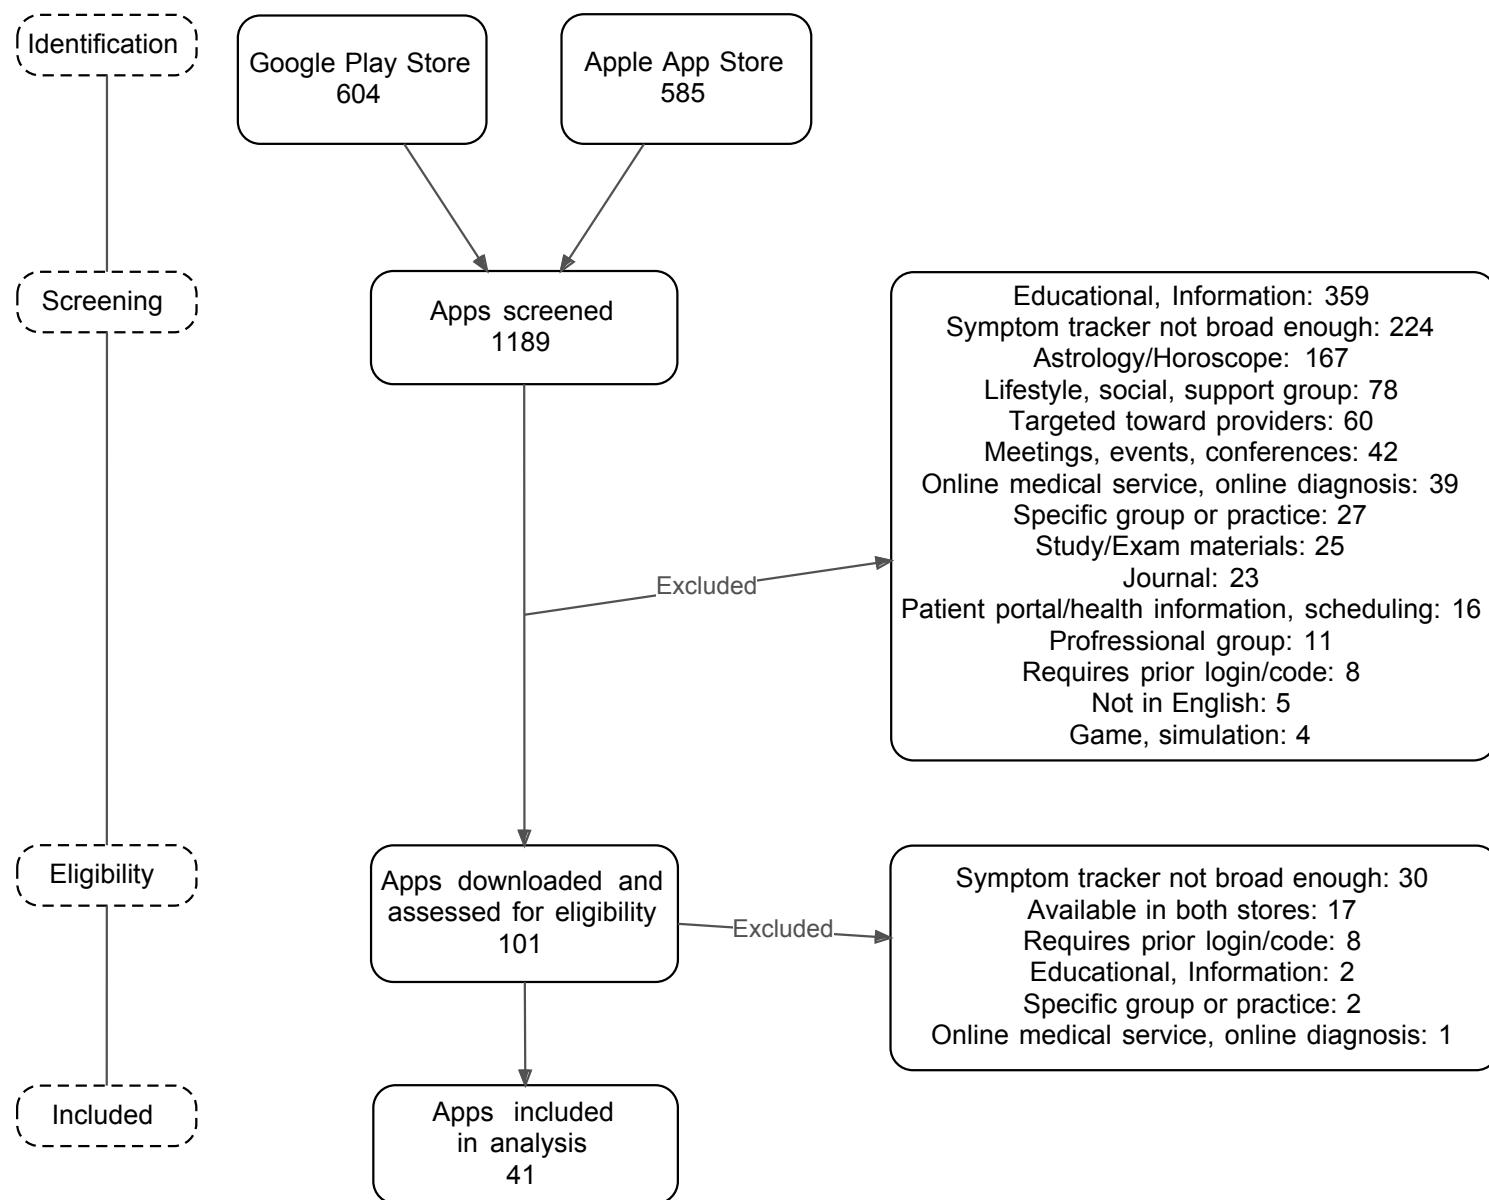 Identification
Google Play Store
604
Apple App Store
585
Screening
Apps screened
1189
Educational, Information: 359
Symptom tracker not broad enough: 224
Astrology/Horoscope: 167
Lifestyle, social, support group: 78
Targeted toward providers: 60
Meetings, events, conferences: 42
Online medical service, online diagnosis: 39
Specific group or practice: 27
Study/Exam materials: 25
Journal: 23
Patient portal/health information, scheduling: 16
Profressional group: 11
Requires prior login/code: 8
Not in English: 5
Game, simulation: 4
Excluded
Eligibility
Apps downloaded and
assessed for eligibility
101
Excluded
Symptom tracker not broad enough: 30
Available in both stores: 17
Requires prior login/code: 8
Educational, Information: 2
Specific group or practice: 2
Online medical service, online diagnosis: 1
Included
Apps included
in analysis
41